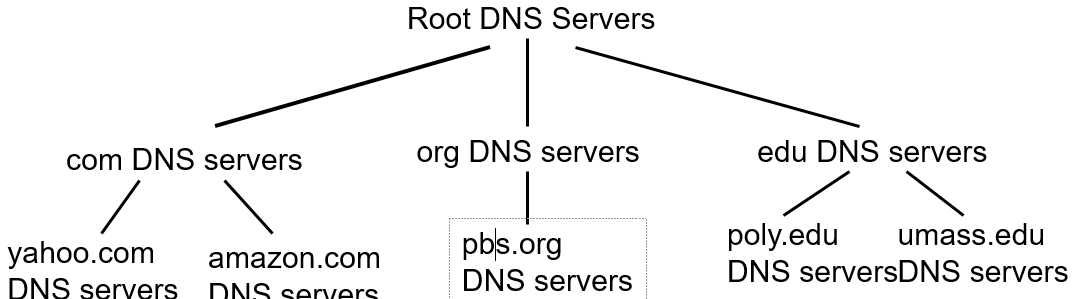 Root DNS Servers
com DNS servers
org DNS servers
edu DNS servers
yahoo.com
DNS servers
amazon.com
DNS servers
pbs.org
DNS servers
poly.edu
DNS servers
umass.edu
DNS servers